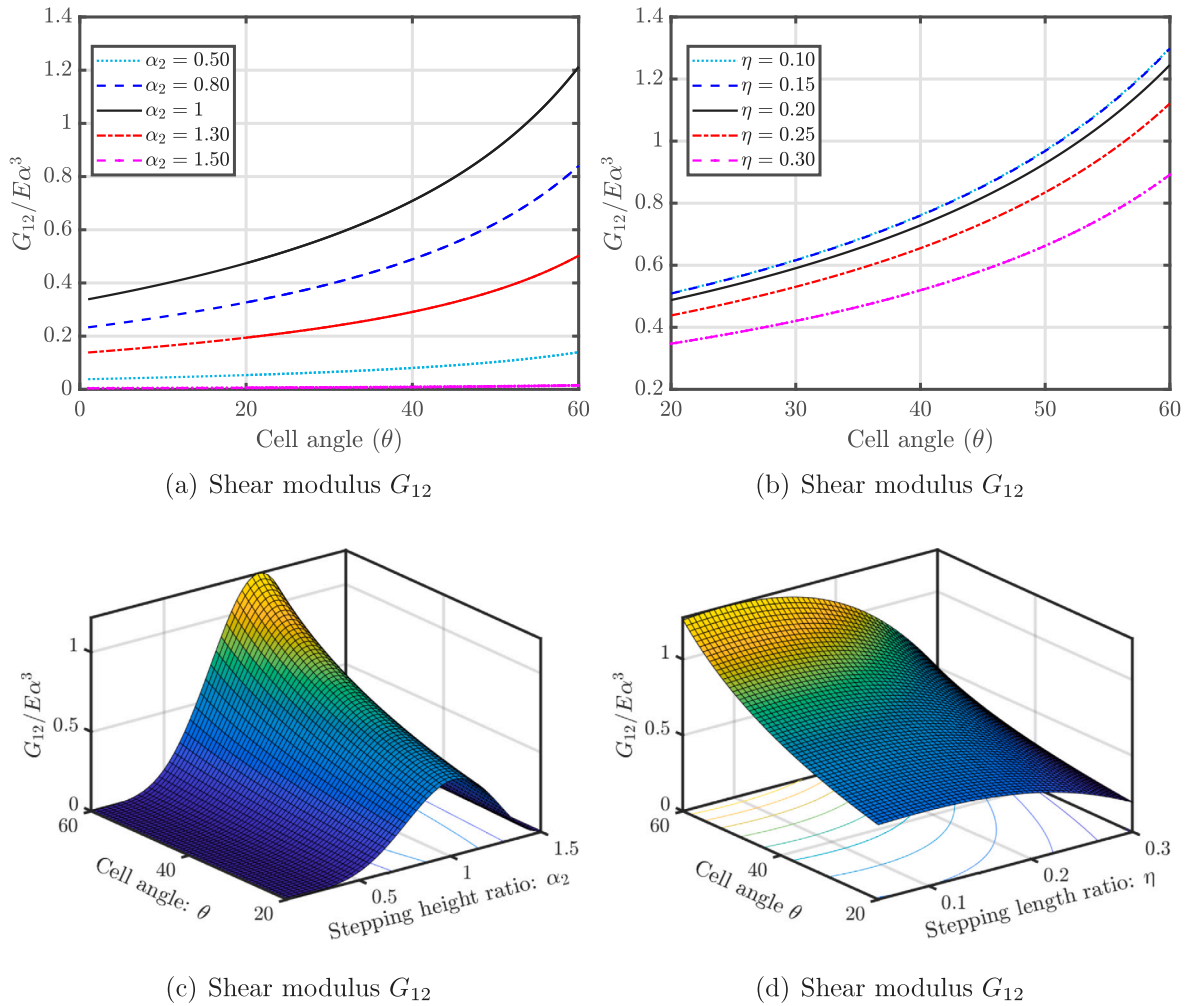 1.4
1.2
1
0.8
0.6
0.4
0.2
0
G₁₂/Eα³
α₂ = 0.50
α₂ = 0.80
α₂ = 1
α₂ = 1.30
α₂ = 1.50
0 20 40 60
Cell angle (θ)
(a) Shear modulus G₁₂
1.4
1.2
1
0.8
0.6
0.4
0.2
G₁₂/Eα³
η = 0.10
η = 0.15
η = 0.20
η = 0.25
η = 0.30
20 30 40 50 60
Cell angle (θ)
(b) Shear modulus G₁₂
1
0.5
0
G₁₂/Eα³
60
40
20
Cell angle: θ
0.5
1
1.5
Stepping height ratio: α₂
(c) Shear modulus G₁₂
1
0.5
0
G₁₂/Eα³
60
40
20
Cell angle θ
0.1
0.2
0.3
Stepping length ratio: η
(d) Shear modulus G₁₂